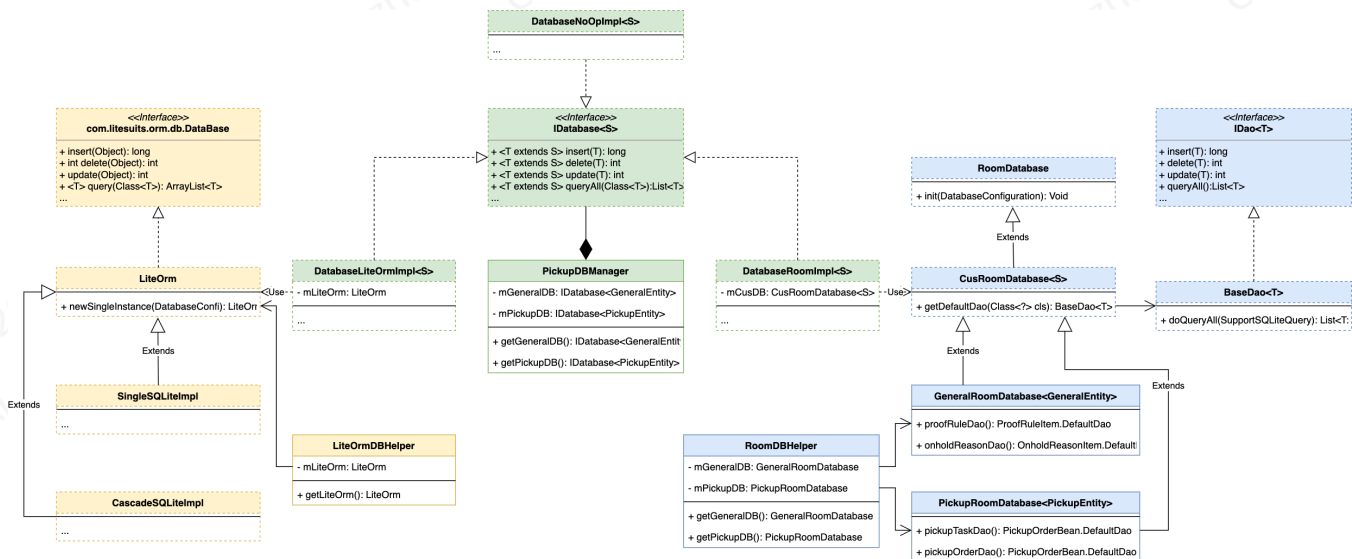 DatabaseNoOpImpl<S>
...
<<Interface>>
com.litesuits.orm.db.DataBase
+ insert(Object): long
+ int delete(Object): int
+ update(Object): int
+ <T> query(Class<T>): ArrayList<T>
...
<<Interface>>
IDatabase<S>
+ <T extends S> insert(T): long
+ <T extends S> delete(T): int
+ <T extends S> update(T): int
+ <T extends S> queryAll(Class<T>):List<T>
...
RoomDatabase
+ init(DatabaseConfiguration): Void
<<Interface>>
IDao<T>
+ insert(T): long
+ delete(T): int
+ update(T): int
+ queryAll():List<T>
...
Extends
LiteOrm
+ newSingleInstance(DatabaseConfi): LiteOrr
Use
DatabaseLiteOrmImpl<S>
- mLiteOrm: LiteOrm
...
PickupDBManager
- mGeneralDB: IDatabase<GeneralEntity>
- mPickupDB: IDatabase<PickupEntity>
+ getGeneralDB(): IDatabase<GeneralEntit
+ getPickupDB(): IDatabase<PickupEntity>
DatabaseRoomImpl<S>
- mCusDB: CusRoomDatabase<S>
...
Use
CusRoomDatabase<S>
+ getDefaultDao(Class<?> cls): BaseDao<T>
BaseDao<T>
+ doQueryAll(SupportSQLiteQuery): List<T:
Extends
Extends
Extends
Extends
SingleSQLiteImpl
...
GeneralRoomDatabase<GeneralEntity>
+ proofRuleDao(): ProofRuleItem.DefaultDao
+ onholdReasonDao(): OnholdReasonItem.Default
LiteOrmDBHelper
- mLiteOrm: LiteOrm
+ getLiteOrm(): LiteOrm
RoomDBHelper
- mGeneralDB: GeneralRoomDatabase
- mPickupDB: PickupRoomDatabase
+ getGeneralDB(): GeneralRoomDatabase
+ getPickupDB(): PickupRoomDatabase
CascadeSQLiteImpl
...
PickupRoomDatabase<PickupEntity>
+ pickupTaskDao(): PickupOrderBean.DefaultDao
+ pickupOrderDao(): PickupOrderBean.DefaultDao